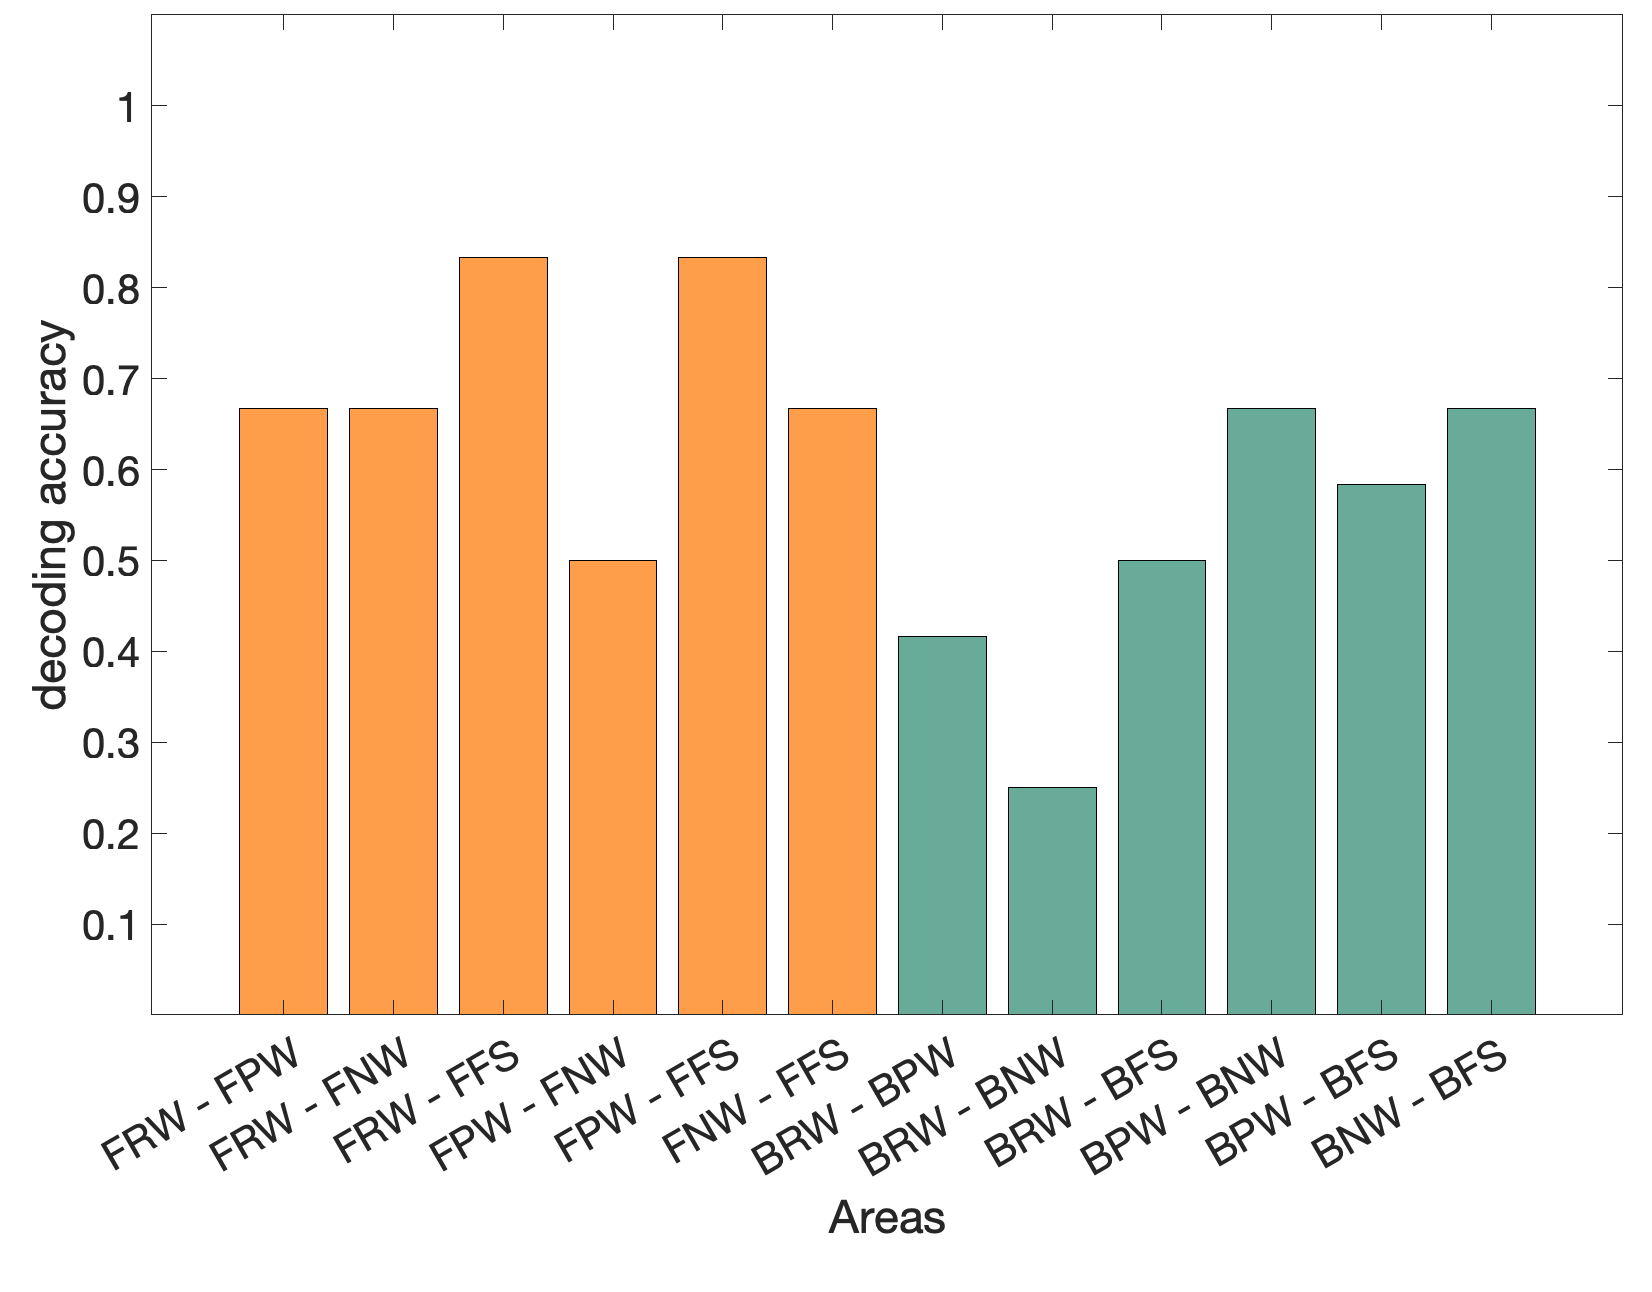 1
0.9
0.8
0.7
0.6
0.5
0.4
0.3
0.2
0.1
decoding accuracy
FRW - FPW
FRW - FNW
FRW - FFS
FPW - FNW
FPW - FFS
FNW - FFS
BRW - BPW
BRW - BNW
BRW - BFS
BPW - BNW
BPW - BFS
BNW - BFS
Areas